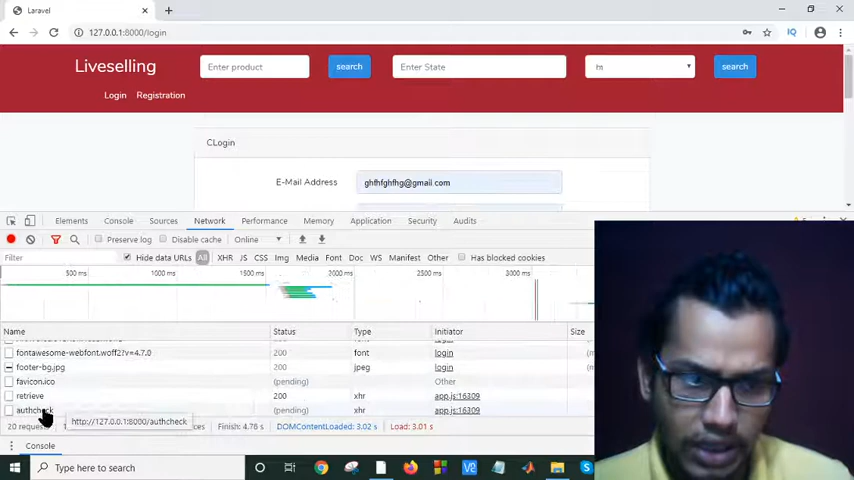 Laravel
127.0.0.1:8000/login
Liveselling
Enter product
search
Enter State
search
Login
Registration
CLogin
E-Mail Address
ghfhfghfhg@gmail.com
Elements
Console
Sources
Network
Performance
Memory
Application
Security
Audits
Preserve log
Disable cache
Online
Filter
Hide data URLs
All
XHR
JS
CSS
Img
Media
Font
Doc
WS
Manifest
Other
Has blocked cookies
500 ms
1000 ms
1500 ms
2000 ms
2500 ms
3000 ms
Name
Status
Type
Initiator
Size
fontawesome-webfont.woff2?v=4.7.0
200
font
login
footer-bg.jpg
200
jpeg
login
favicon.ico
(pending)
Other
retrieve
200
xhr
app.js:16309
authcheck
(pending)
xhr
app.js:16309
http://127.0.0.1:8000/authcheck
20 reque
Finish: 4.76 s
DOMContentLoaded: 3.02 s
Load: 3.01 s
Console
Type here to search